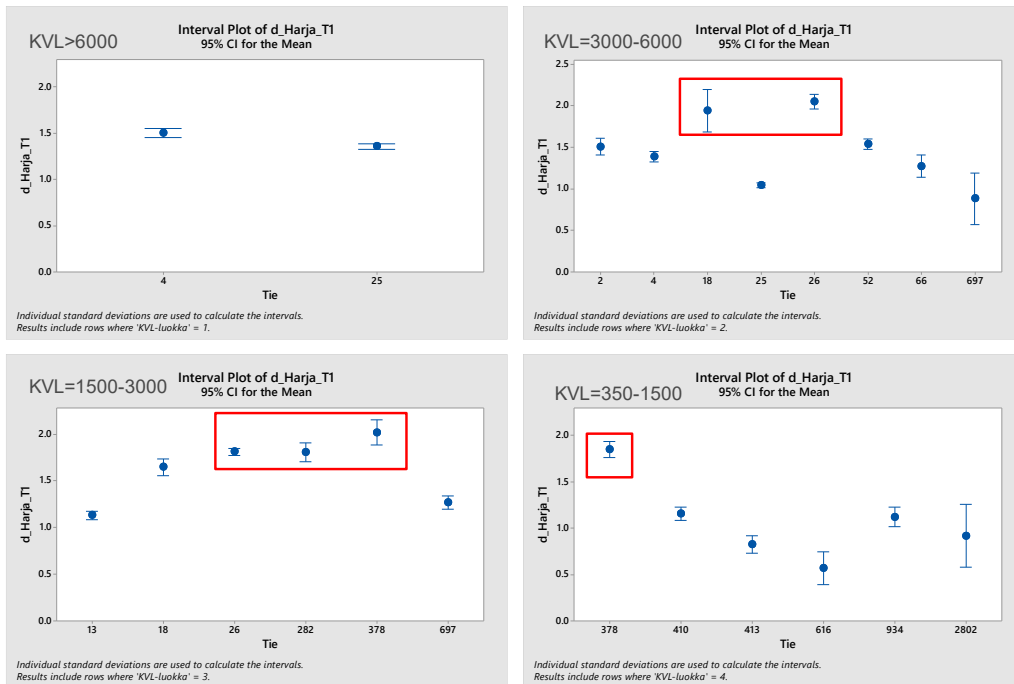 KVL>6000
Interval Plot of d_Harja_T1
95% CI for the Mean
d_Harja_T1
2.0
1.5
1.0
0.5
0.0
4 25
Tie
Individual standard deviations are used to calculate the intervals.
Results include rows where 'KVL-luokka' = 1.
KVL=3000-6000
Interval Plot of d_Harja_T1
95% CI for the Mean
d_Harja_T1
2.5
2.0
1.5
1.0
0.5
0.0
2 4 18 25 26 52 66 697
Tie
Individual standard deviations are used to calculate the intervals.
Results include rows where 'KVL-luokka' = 2.
KVL=1500-3000
Interval Plot of d_Harja_T1
95% CI for the Mean
d_Harja_T1
2.0
1.5
1.0
0.5
0.0
13 18 26 282 378 697
Tie
Individual standard deviations are used to calculate the intervals.
Results include rows where 'KVL-luokka' = 3.
KVL=350-1500
Interval Plot of d_Harja_T1
95% CI for the Mean
d_Harja_T1
2.0
1.5
1.0
0.5
0.0
378 410 413 616 934 2802
Tie
Individual standard deviations are used to calculate the intervals.
Results include rows where 'KVL-luokka' = 4.